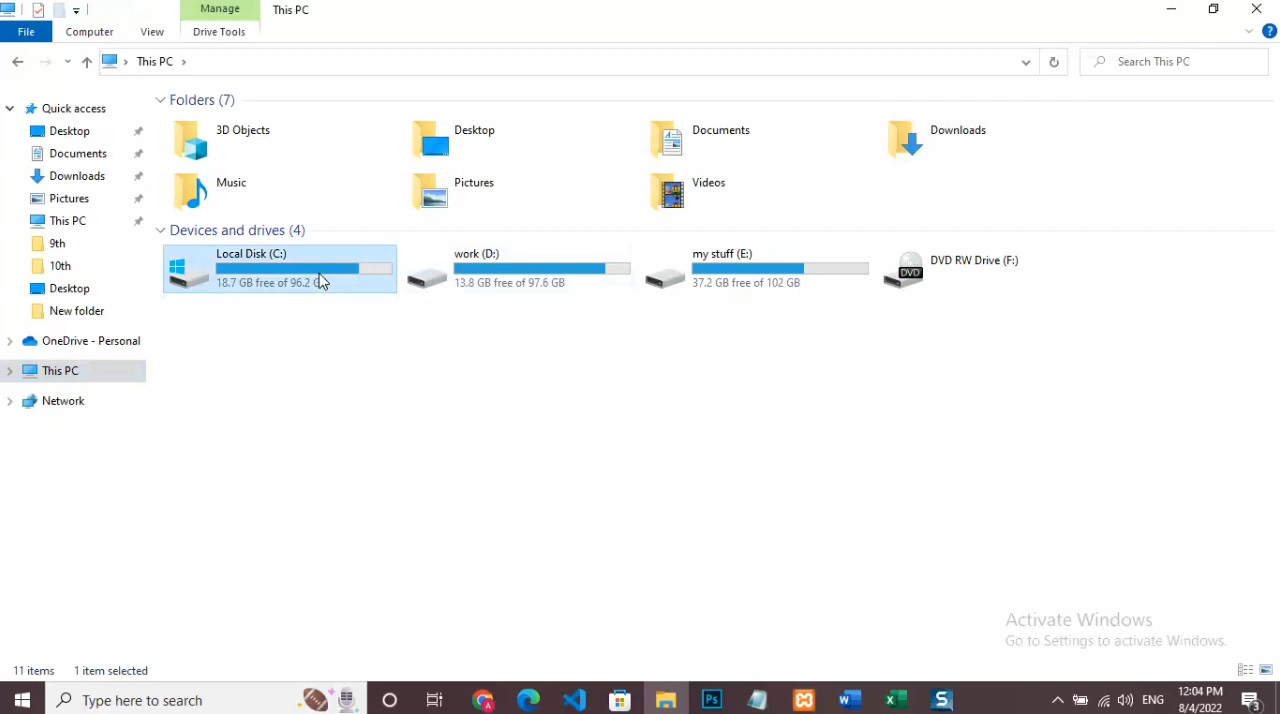 Manage This PC
File Computer View Drive Tools
This PC Search This PC
Quick access
Desktop
Documents
Downloads
Pictures
This PC
9th
10th
Desktop
New folder
OneDrive - Personal
This PC
Network
Folders (7)
3D Objects Desktop Documents Downloads
Music Pictures Videos
Devices and drives (4)
Local Disk (C:) work (D:) my stuff (E:) DVD RW Drive (F:)
18.7 GB free of 96.2 13.8 GB free of 97.6 GB 37.2 GB free of 102 GB
DVD
Activate Windows
Go to Settings to activate Windows.
11 items 1 item selected
Type here to search
A Ps W X S ENG 12:04 PM
8/4/2022 3